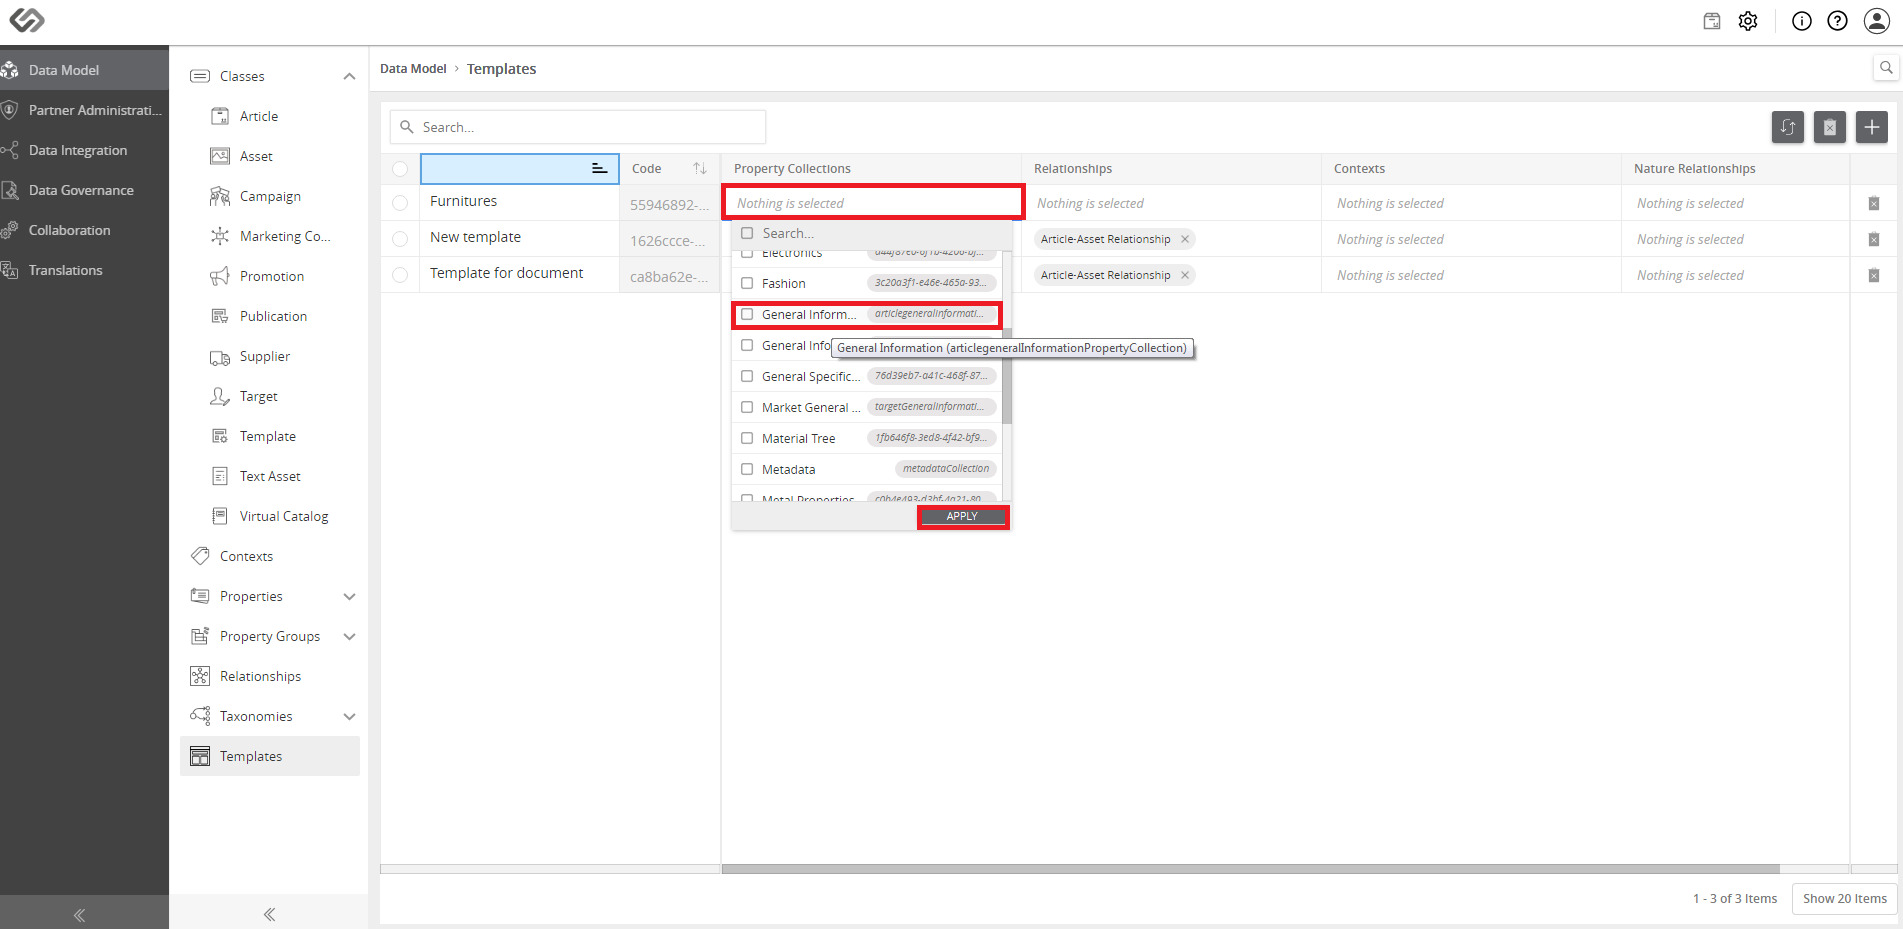 Data Model
Partner Administrati...
Data Integration
Data Governance
Collaboration
Translations
Classes
Article
Asset
Campaign
Marketing Co...
Promotion
Publication
Supplier
Target
Template
Text Asset
Virtual Catalog
Contexts
Properties
Property Groups
Relationships
Taxonomies
Templates
Data Model › Templates
Search...
Code Property Collections Relationships Contexts Nature Relationships
Furnitures 55946892-... Nothing is selected Nothing is selected Nothing is selected Nothing is selected
New template 1626ccce-... Article-Asset Relationship Nothing is selected Nothing is selected
Template for document ca8ba62e-... Article-Asset Relationship Nothing is selected Nothing is selected
Search...
Electronics
Fashion 3c20a3f1-e46e-465a-93...
General Inform... articlegeneralInformati...
General Info
General Information (articlegeneralInformationPropertyCollection)
General Specific... 76d39eb7-a41c-468f-87...
Market General ... targetGeneralInformati...
Material Tree 1fb646f8-3ed8-4f42-bf9...
Metadata metadataCollection
Metal Properties c0b4e493-d3bf-4a21-80...
APPLY
1 - 3 of 3 Items Show 20 Items